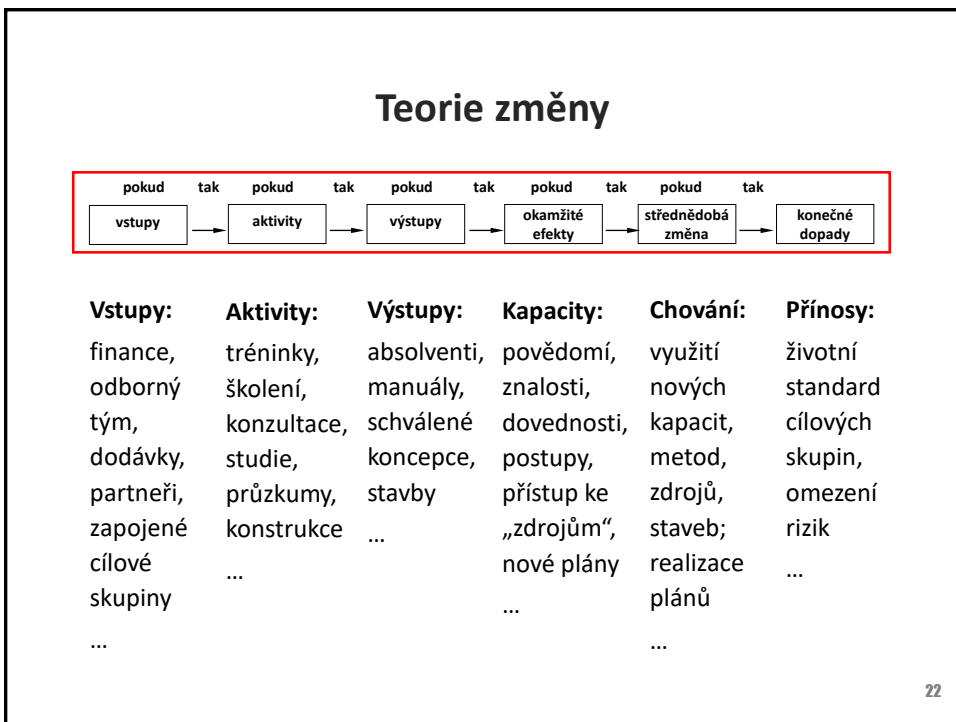 Teorie změny
pokud tak pokud tak pokud tak pokud tak pokud tak
vstupy
aktivity
výstupy
okamžité
efekty
střednědobá
změna
konečné
dopady
Vstupy:
finance,
odborný
tým,
dodávky,
partneři,
zapojené
cílové
skupiny
...
Aktivity:
tréninky,
školení,
konzultace,
studie,
průzkumy,
konstrukce
...
Výstupy:
absolventi,
manuály,
schválené
koncepce,
stavby
...
Kapacity:
povědomí,
znalosti,
dovednosti,
postupy,
přístup ke
„zdrojům“,
nové plány
...
Chování:
využití
nových
kapacit,
metod,
zdrojů,
staveb;
realizace
plánů
...
Přínosy:
životní
standard
cílových
skupin,
omezení
rizik
...
22